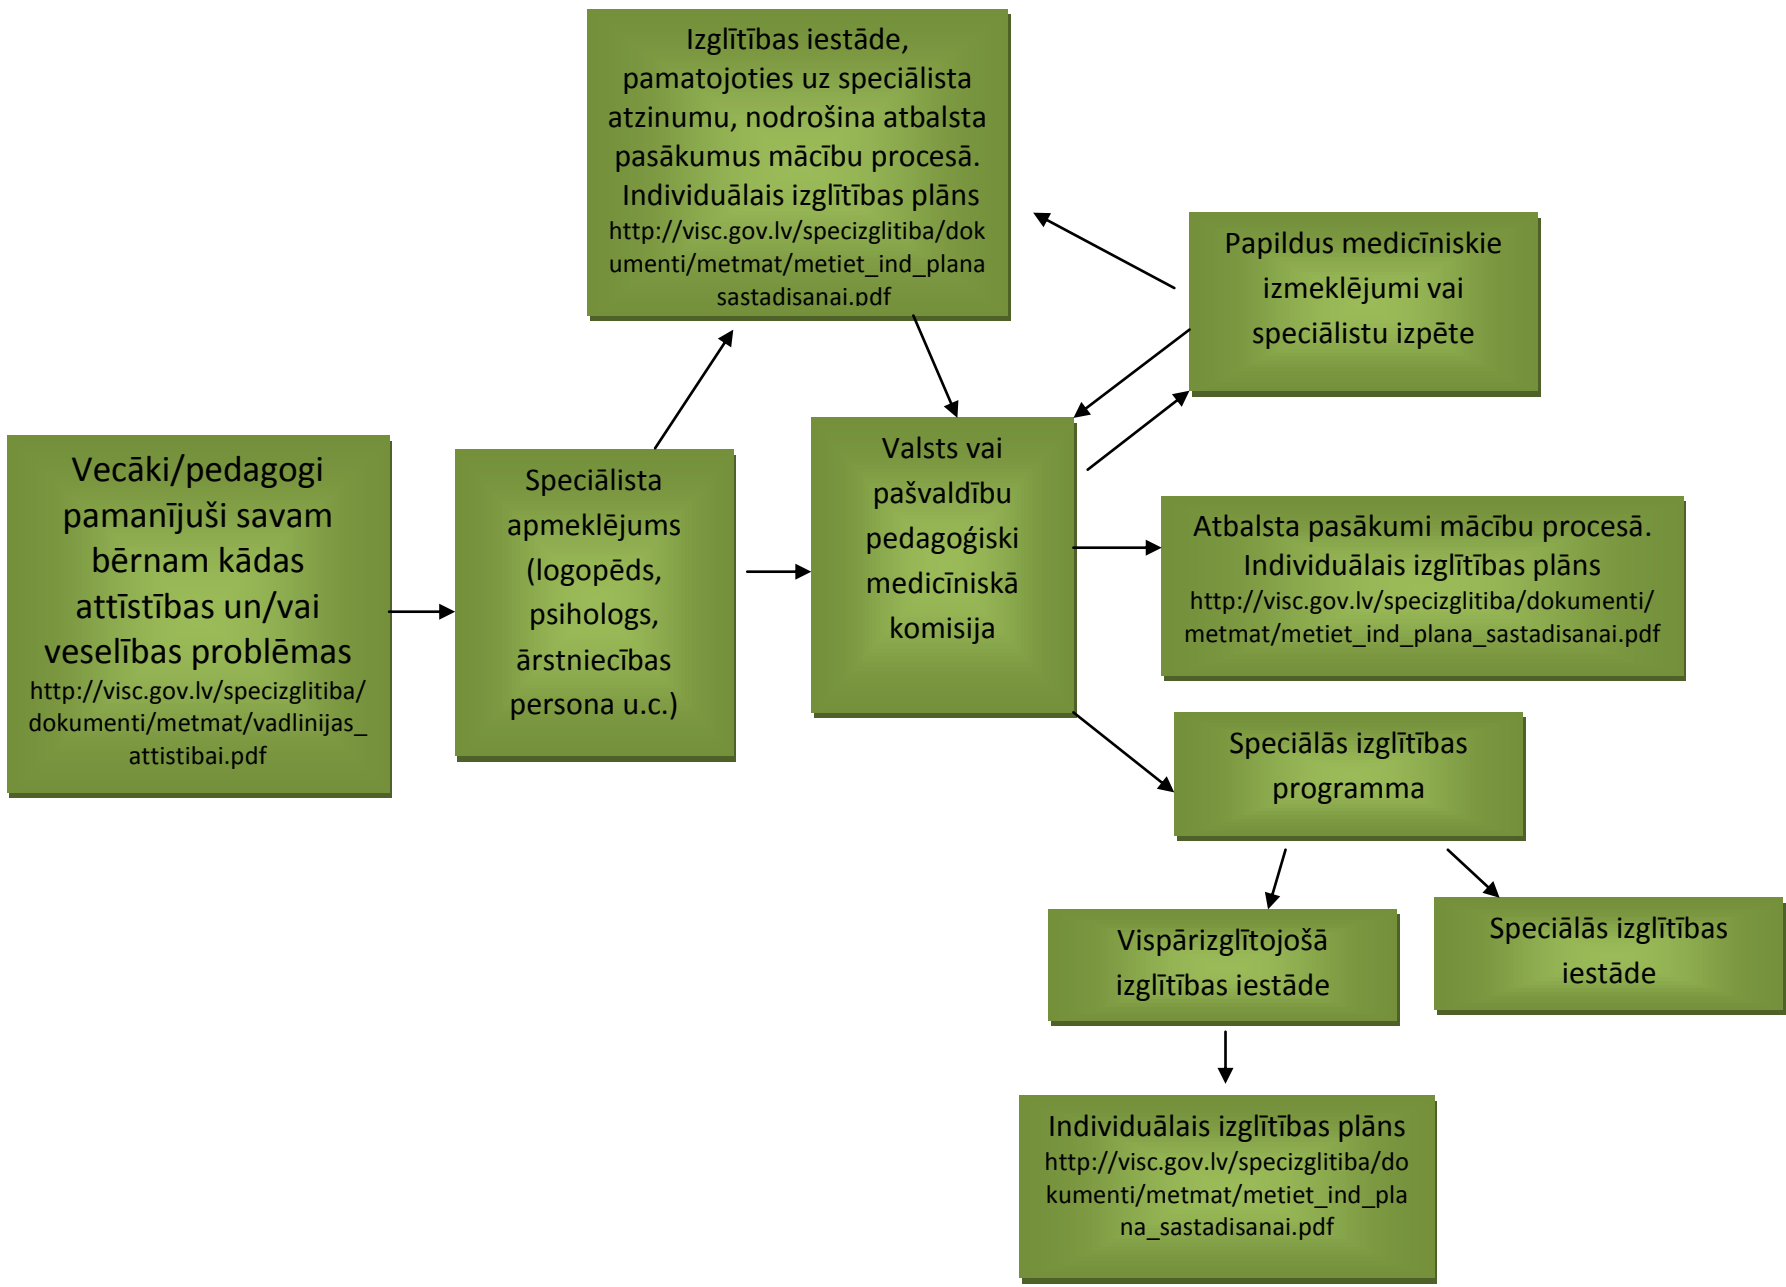 Izglītības iestāde,
pamatojoties uz speciālista
atzinumu, nodrošina atbalsta
pasākumus mācību procesā.
Individuālais izglītības plāns
http://visc.gov.lv/specizglitiba/dok
umenti/metmat/metiet_ind_plana
sastadisanai.pdf
Papildus medicīniskie
izmeklējumi vai
speciālistu izpēte
Vecāki/pedagogi
pamanījuši savam
bērnam kādas
attīstības un/vai
veselības problēmas
http://visc.gov.lv/specizglitiba/
dokumenti/metmat/vadlinijas_
attistibai.pdf
Speciālista
apmeklējums
(logopēds,
psihologs,
ārstniecības
persona u.c.)
Valsts vai
pašvaldību
pedagoģiski
medicīniskā
komisija
Atbalsta pasākumi mācību procesā.
Individuālais izglītības plāns
http://visc.gov.lv/specizglitiba/dokumenti/
metmat/metiet_ind_plana_sastadisanai.pdf
Speciālās izglītības
programma
Vispārizglītojošā
izglītības iestāde
Speciālās izglītības
iestāde
Individuālais izglītības plāns
http://visc.gov.lv/specizglitiba/do
kumenti/metmat/metiet_ind_pla
na_sastadisanai.pdf